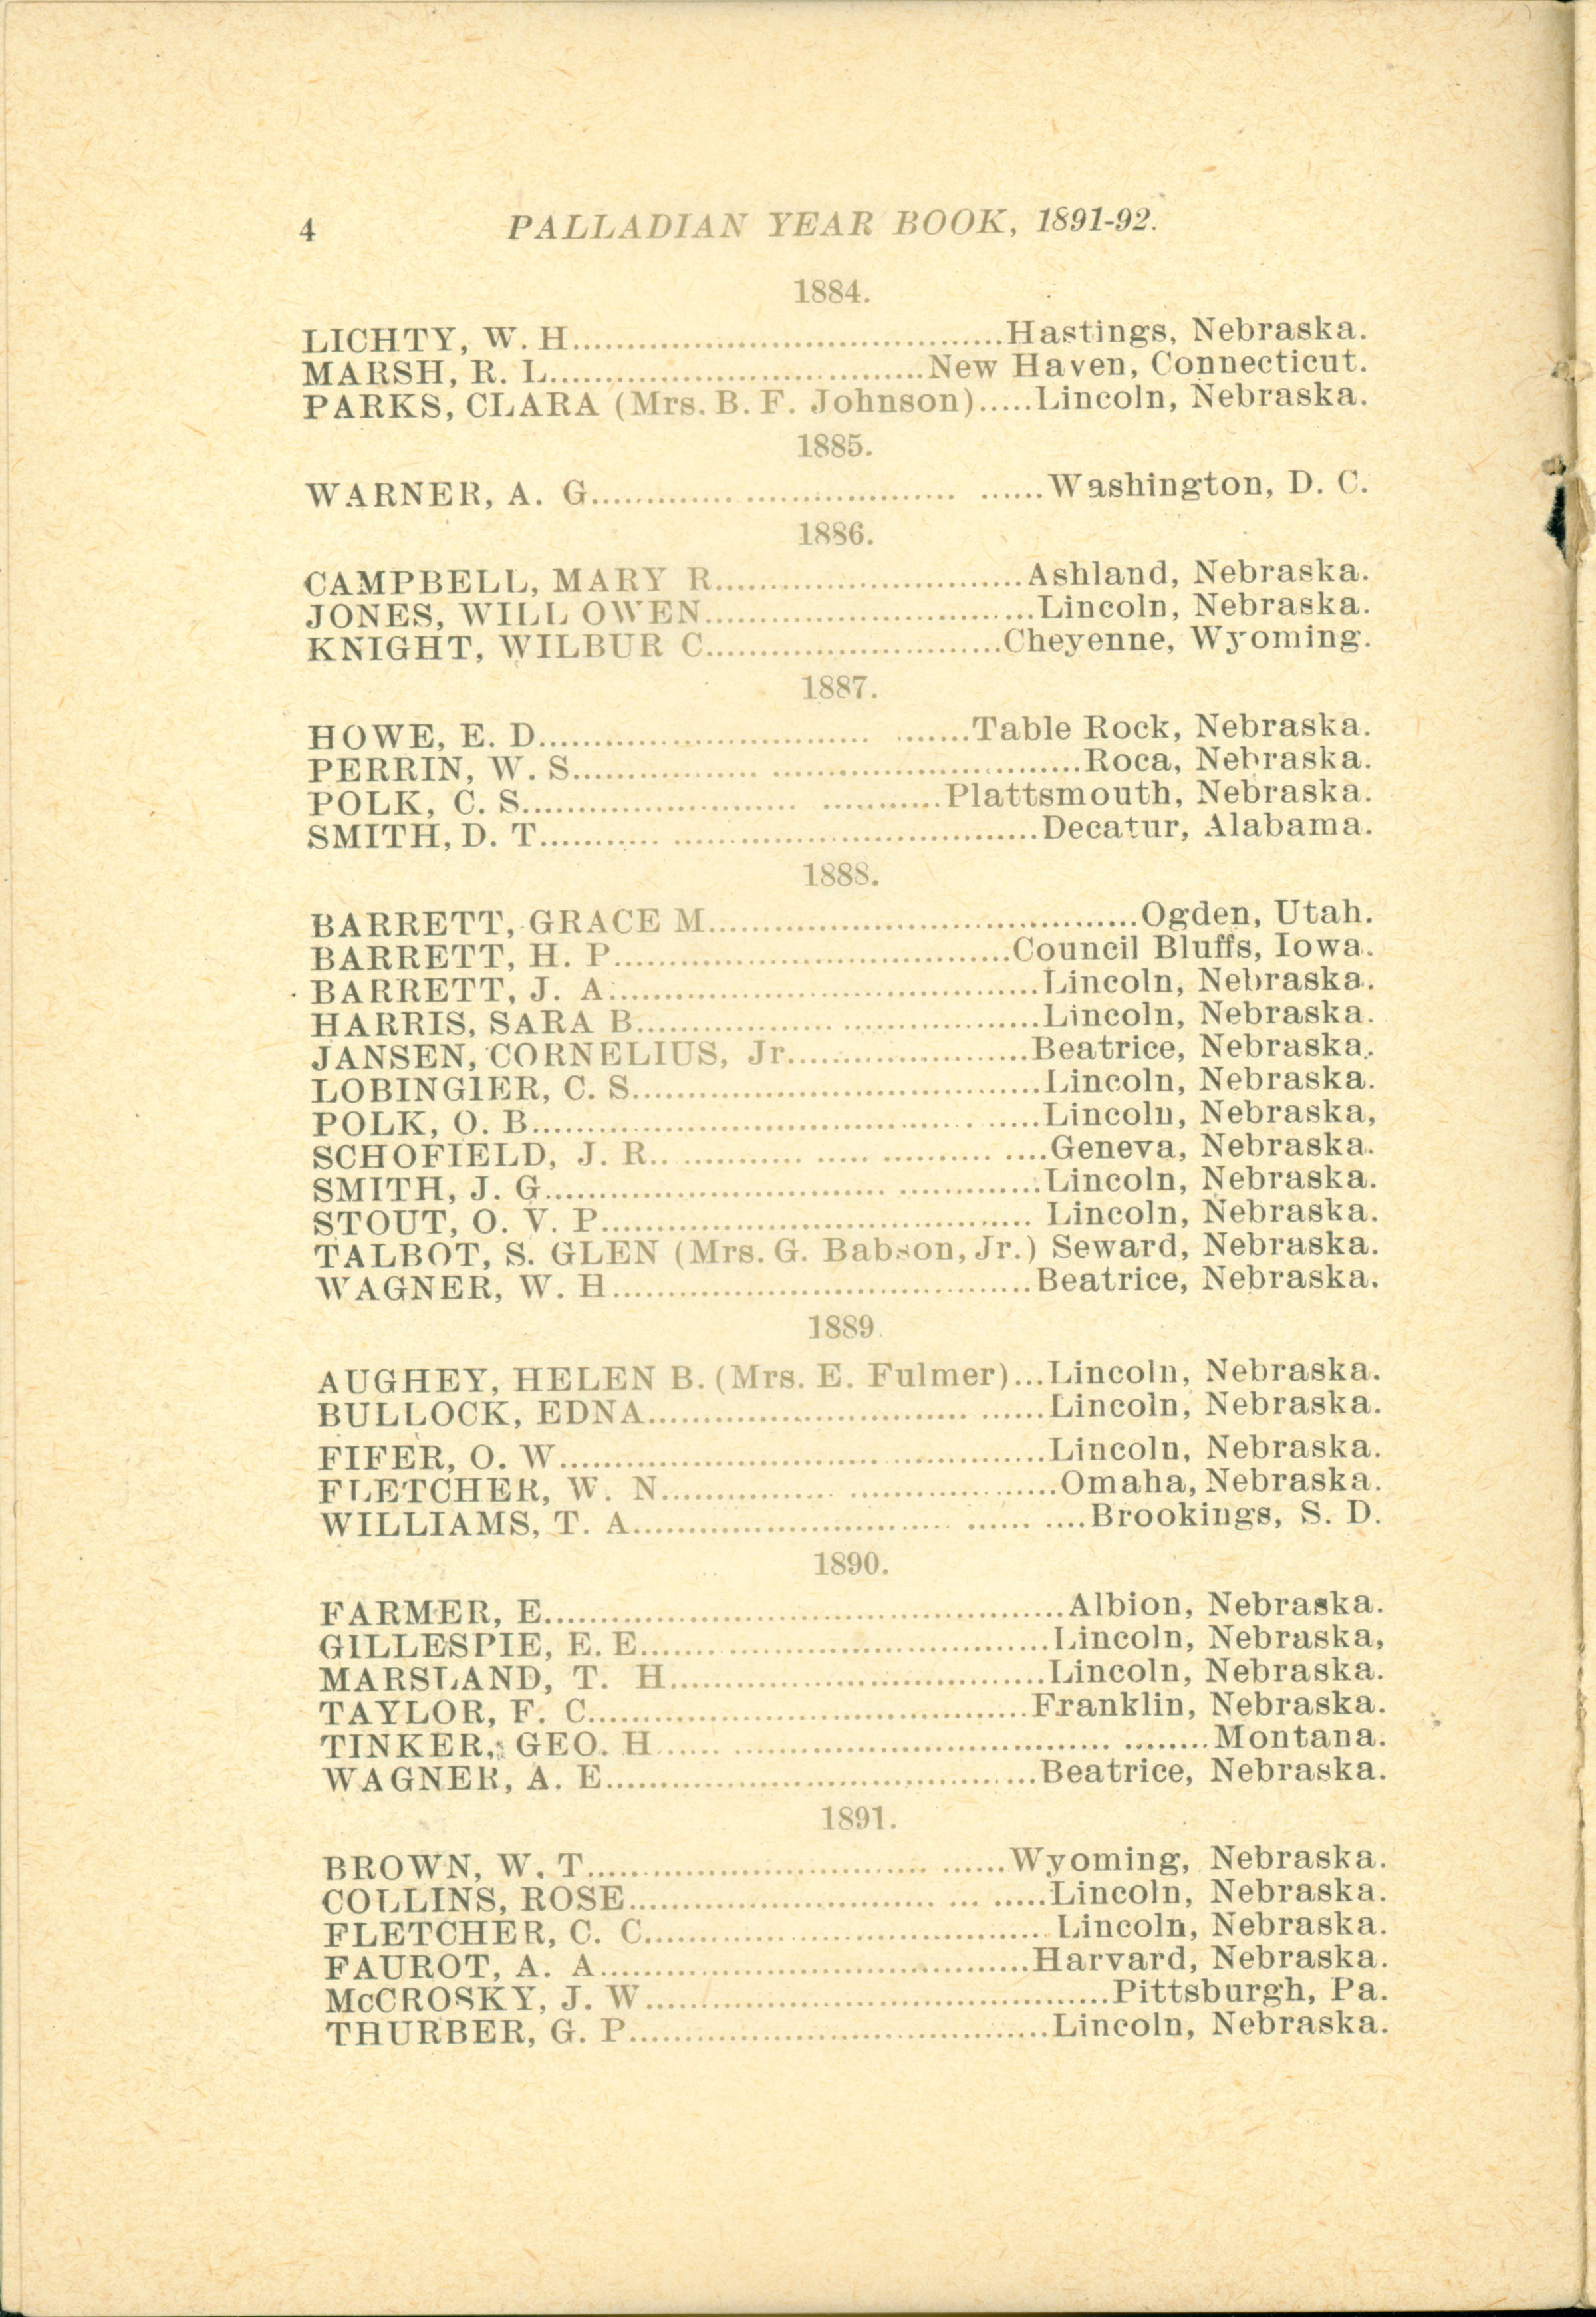 4 PALLADIAN YEAR BOOK, 1891-92.
1884.
LICHTY, W. H........................................Hastings, Nebraska.
MARSH, R. L...................................New Haven, Connecticut.
PARKS, CLARA (Mrs. B. F. Johnson).....Lincoln, Nebraska.
1885.
WARNER, A. G............. .................... ......Washington, D. C.
1886.
CAMPBELL, MARY R............................Ashland, Nebraska.
JONES, WILL OWEN..............................Lincoln, Nebraska.
KNIGHT, WILBUR C...........................Cheyenne, Wyoming.
1887.
HOWE, E. D.............................. .......Table Rock, Nebraska.
PERRIN, W. S................. .............................Roca, Nebraska.
POLK, C. S......................... ...........Plattsmouth, Nebraska.
SMITH, D. T........... .................................Decatur, Alabama.
1888.
BARRETT, GRACE M........................................Ogden, Utah.
BARRETT, H. P.....................................Council Bluffs, Iowa.
BARRETT, J. A........................................Lincoln, Nebraska.
HARRIS, SARA B.................. ..................Lincoln, Nebraska.
JANSEN, CORNELIUS, Jr......................Beatrice, Nebraska.
LOBINGIER, C. S......................................Lincoln, Nebraska.
POLK, O. B......................................... .....Lincoln, Nebraska,
SCHOFIELD, J. R.. ........... ..... .......... ....Geneva, Nebraska.
SMITH, J. G............................... .............Lincoln, Nebraska.
STOUT, O. V. P........................................ Lincoln, Nebraska.
TALBOT, S. GLEN (Mrs. G. Babson, Jr.) Seward, Nebraska.
WAGNER, W. H.......................................Beatrice, Nebraska.
1889.
AUGHEY, HELEN B. (Mrs. E. Fulmer)...Lincoln, Nebraska.
BULLOCK, EDNA............................. ......Lincoln, Nebraska.
FIFER, O. W.............................................Lincoln, Nebraska.
FLETCHER, W. N................ ...................Omaha, Nebraska.
WILLIAMS, T. A............................. ...... ....Brookings, S. D.
1890.
FARMER, E................................................Albion, Nebraska.
GILLESPIE, E. E....... ..............................Lincoln, Nebraska,
MARSLAND, T. H...................................Lincoln, Nebraska.
TAYLOR, F. C.........................................Franklin, Nebraska.
TINKER, GEO. H...... ................................... ........Montana.
WAGNER, A. E........................................Beatrice, Nebraska.
1891.
BROWN, W. T............................... ......Wyoming, Nebraska.
COLLINS, ROSE............................ ... .....Lincoln, Nebraska.
FLETCHER, C. C..................................... Lincoln, Nebraska.
FAUROT, A. A........................................Harvard, Nebraska.
McCROSKY, J. W...........................................Pittsburgh, Pa.
THURBER, G. P.......................................Lincoln, Nebraska.